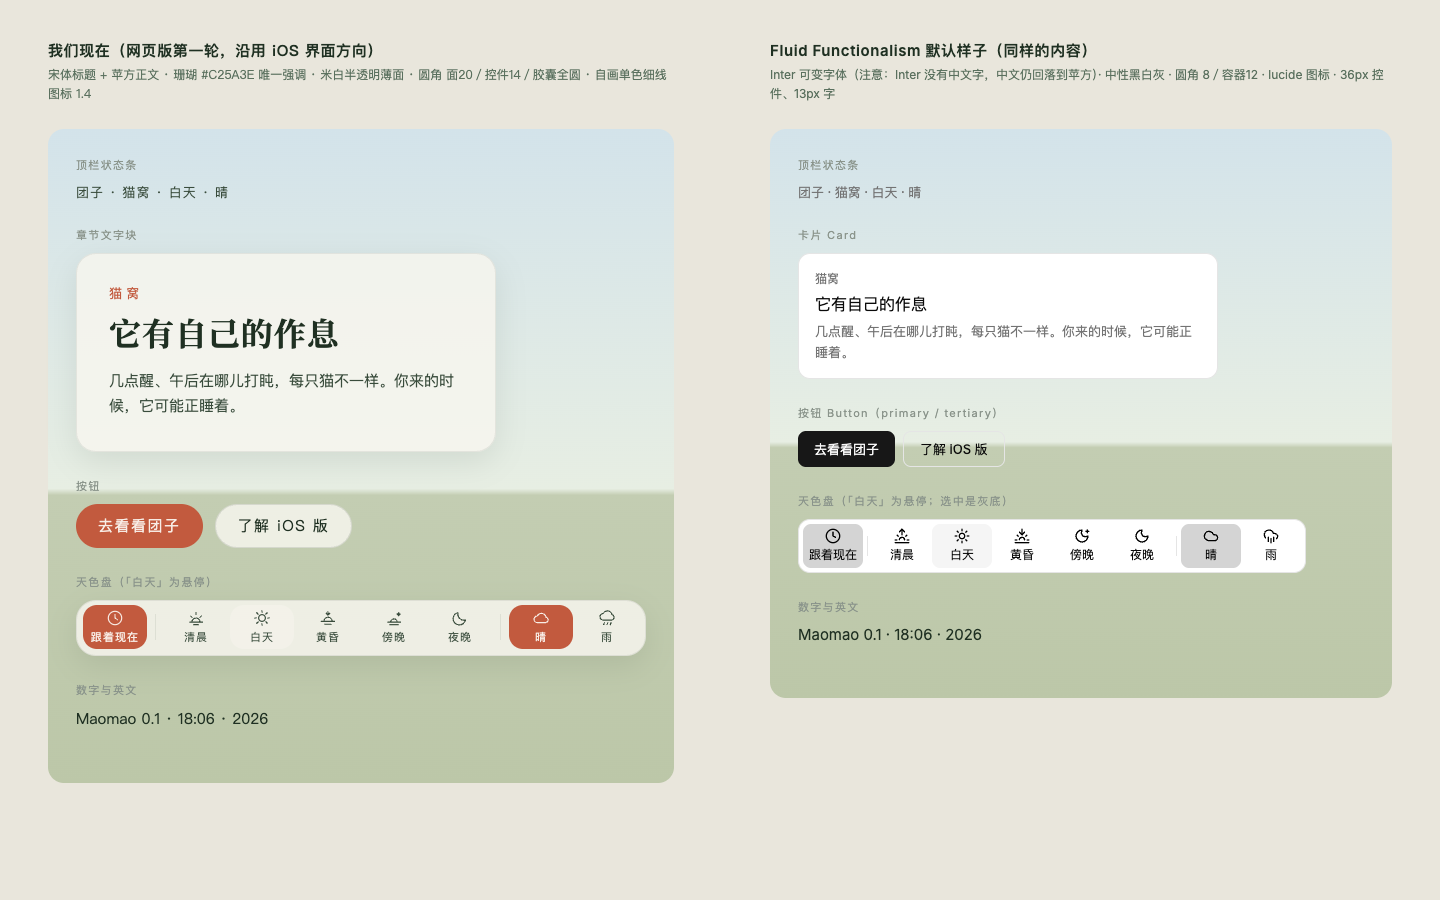 我们现在（网页版第一轮，沿用 iOS 界面方向）
宋体标题 + 苹方正文 · 珊瑚 #C25A3E 唯一强调 · 米白半透明薄面 · 圆角 面20 / 控件14 / 胶囊全圆 · 自画单色细线
图标 1.4
顶栏状态条
团子 · 猫窝 · 白天 · 晴
章节文字块
猫窝
它有自己的作息
几点醒、午后在哪儿打盹，每只猫不一样。你来的时
候，它可能正睡着。
按钮
去看看团子
了解 iOS 版
天色盘（「白天」为悬停）
跟着现在
清晨
白天
黄昏
傍晚
夜晚
晴
雨
数字与英文
Maomao 0.1 · 18:06 · 2026
Fluid Functionalism 默认样子（同样的内容）
Inter 可变字体（注意：Inter 没有中文字，中文仍回落到苹方）· 中性黑白灰 · 圆角 8 / 容器12 · lucide 图标 · 36px 控
件、13px 字
顶栏状态条
团子 · 猫窝 · 白天 · 晴
卡片 Card
猫窝
它有自己的作息
几点醒、午后在哪儿打盹，每只猫不一样。你来的时候，它可能正
睡着。
按钮 Button（primary / tertiary）
去看看团子
了解 iOS 版
天色盘（「白天」为悬停；选中是灰底）
跟着现在
清晨
白天
黄昏
傍晚
夜晚
晴
雨
数字与英文
Maomao 0.1 · 18:06 · 2026